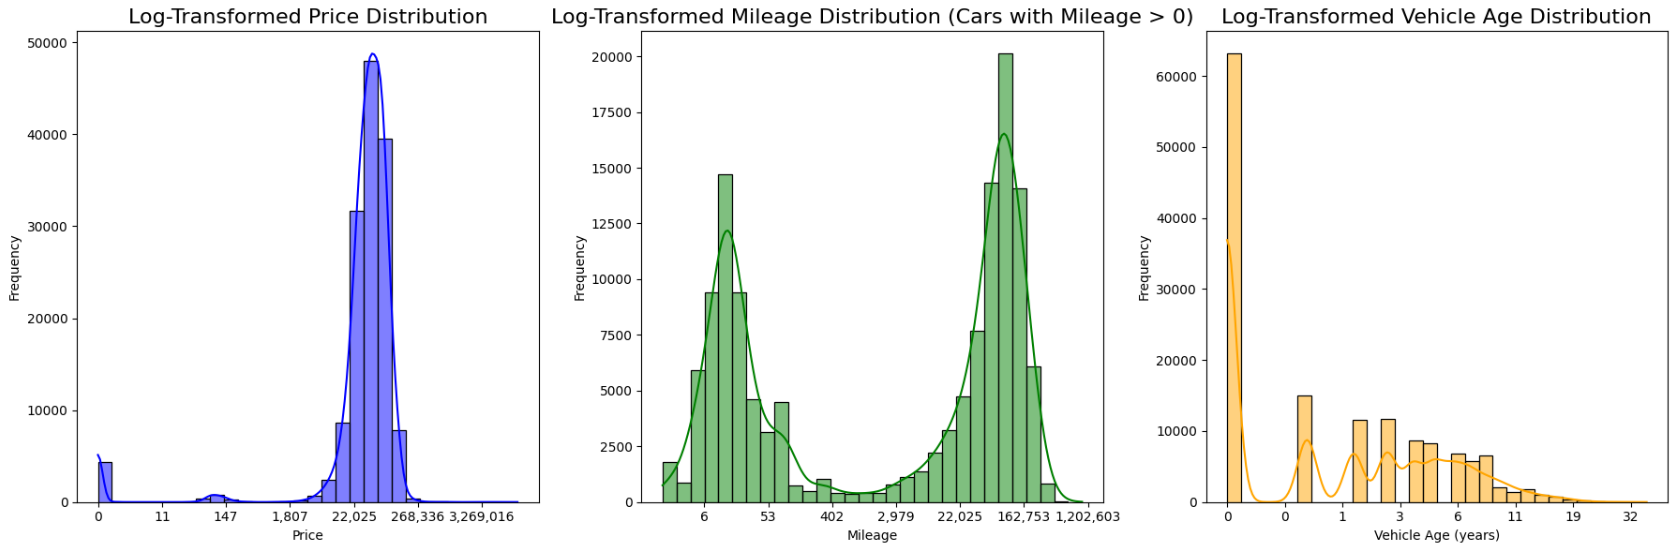 Log-Transformed Price Distribution
50000
40000
30000
20000
10000
0
Frequency
0 11 147 1,807 22,025 268,336 3,269,016
Price
Log-Transformed Mileage Distribution (Cars with Mileage > 0)
20000
17500
15000
12500
10000
7500
5000
2500
0
Frequency
6 53 402 2,979 22,025 162,753 1,202,603
Mileage
Log-Transformed Vehicle Age Distribution
60000
50000
40000
30000
20000
10000
0
Frequency
0 0 1 3 6 11 19 32
Vehicle Age (years)